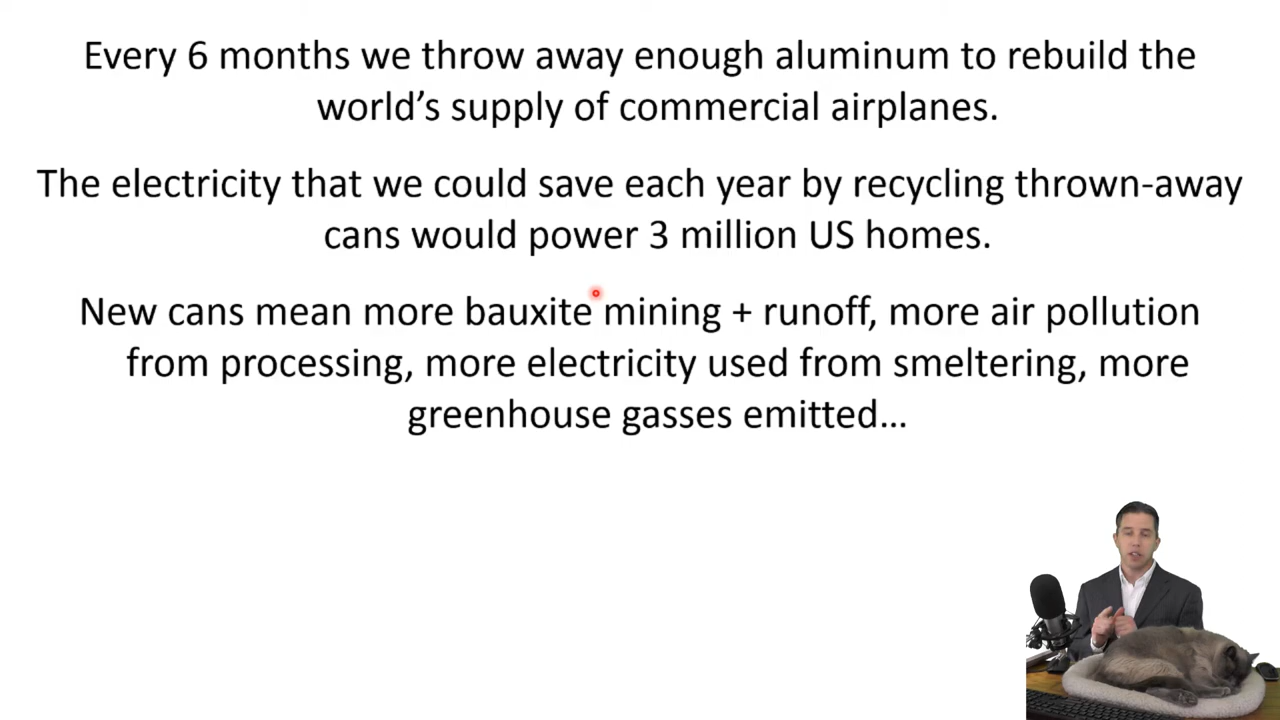 Every 6 months we throw away enough aluminum to rebuild the
world’s supply of commercial airplanes.
The electricity that we could save each year by recycling thrown-away
cans would power 3 million US homes.
New cans mean more bauxite mining + runoff, more air pollution
from processing, more electricity used from smeltering, more
greenhouse gasses emitted…